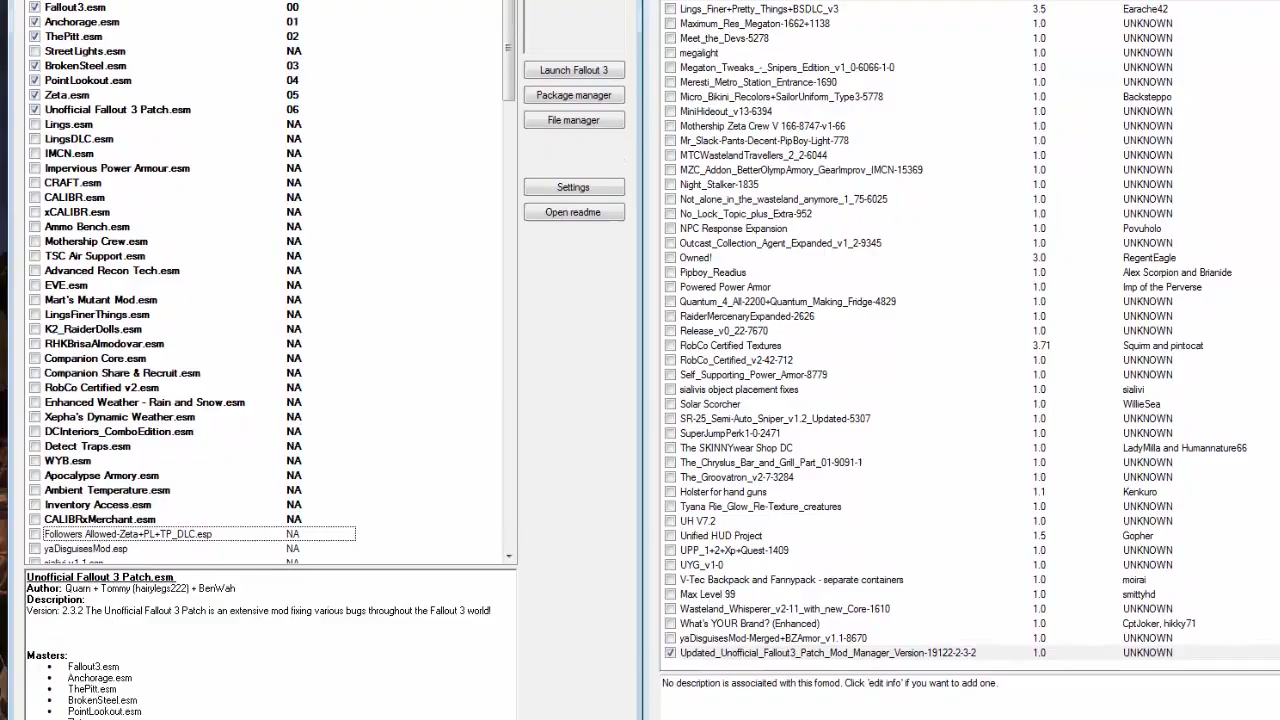 Fallout3.esm 00
Anchorage.esm 01
ThePitt.esm 02
StreetLights.esm NA
BrokenSteel.esm 03
PointLookout.esm 04
Zeta.esm 05
Unofficial Fallout 3 Patch.esm 06
Lings.esm NA
LingsDLC.esm NA
IMCN.esm NA
Impervious Power Armour.esm NA
CRAFT.esm NA
CALIBR.esm NA
xCALIBR.esm NA
Ammo Bench.esm NA
Mothership Crew.esm NA
TSC Air Support.esm NA
Advanced Recon Tech.esm NA
EVE.esm NA
Mart's Mutant Mod.esm NA
LingsFinerThings.esm NA
K2_RaiderDolls.esm NA
RHKBrisaAlmodovar.esm NA
Companion Core.esm NA
Companion Share & Recruit.esm NA
RobCo Certified v2.esm NA
Enhanced Weather - Rain and Snow.esm NA
Xepha's Dynamic Weather.esm NA
DCInteriors_ComboEdition.esm NA
Detect Traps.esm NA
WYB.esm NA
Apocalypse Armory.esm NA
Ambient Temperature.esm NA
Inventory Access.esm NA
CALIBRxMerchant.esm NA
Followers Allowed-Zeta+PL+TP_DLC.esp NA
yaDisguisesMod.esp NA
Unofficial Fallout 3 Patch.esm
Author: Quarn + Tommy (hairylegs222) + BenWah
Description:
Version: 2.3.2 The Unofficial Fallout 3 Patch is an extensive mod fixing various bugs throughout the Fallout 3 world!
Masters:
Fallout3.esm
Anchorage.esm
ThePitt.esm
BrokenSteel.esm
PointLookout.esm
Launch Fallout 3
Package manager
File manager
Settings
Open readme
Lings_Finer+Pretty_Things+BSDLC_v3 3.5 Earache42
Maximum_Res_Megaton-1662+1138 1.0 UNKNOWN
Meet_the_Devs-5278 1.0 UNKNOWN
megalight 1.0 UNKNOWN
Megaton_Tweaks_-_Snipers_Edition_v1_0-6066-1-0 1.0 UNKNOWN
Meresti_Metro_Station_Entrance-1690 1.0 UNKNOWN
Micro_Bikini_Recolors+SailorUniform_Type3-5778 1.0 Backsteppo
MiniHideout_v13-6394 1.0 UNKNOWN
Mothership Zeta Crew V 166-8747-v1-66 1.0 UNKNOWN
Mr_Slack-Pants-Decent-PipBoy-Light-778 1.0 UNKNOWN
MTCWastelandTravellers_2_2-6044 1.0 UNKNOWN
MZC_Addon_BetterOlympArmory_GearImprov_IMCN-15369 1.0 UNKNOWN
Night_Stalker-1835 1.0 UNKNOWN
Not_alone_in_the_wasteland_anymore_1_75-6025 1.0 UNKNOWN
No_Lock_Topic_plus_Extra-952 1.0 UNKNOWN
NPC Response Expansion 1.0 Povuholo
Outcast_Collection_Agent_Expanded_v1_2-9345 1.0 UNKNOWN
Owned! 3.0 RegentEagle
Pipboy_Readius 1.0 Alex Scorpion and Brianide
Powered Power Armor 1.0 Imp of the Perverse
Quantum_4_All-2200+Quantum_Making_Fridge-4829 1.0 UNKNOWN
RaiderMercenaryExpanded-2626 1.0 UNKNOWN
Release_v0_22-7670 1.0 UNKNOWN
RobCo Certified Textures 3.71 Squirm and pintocat
RobCo_Certified_v2-42-712 1.0 UNKNOWN
Self_Supporting_Power_Armor-8779 1.0 UNKNOWN
sialivis object placement fixes 1.0 sialivi
Solar Scorcher 1.0 WillieSea
SR-25_Semi-Auto_Sniper_v1.2_Updated-5307 1.0 UNKNOWN
SuperJumpPerk1-0-2471 1.0 UNKNOWN
The SKINNYwear Shop DC 1.0 LadyMilla and Humannature66
The_Chryslus_Bar_and_Grill_Part_01-9091-1 1.0 UNKNOWN
The_Groovatron_v2-7-3284 1.0 UNKNOWN
Holster for hand guns 1.1 Kenkuro
Tyana Rie_Glow_Re-Texture_creatures 1.0 UNKNOWN
UH V7.2 1.0 UNKNOWN
Unified HUD Project 1.5 Gopher
UPP_1+2+Xp+Quest-1409 1.0 UNKNOWN
UYG_v1-0 1.0 UNKNOWN
V-Tec Backpack and Fannypack - separate containers 1.0 moirai
Max Level 99 1.0 smittyhd
Wasteland_Whisperer_v2-11_with_new_Core-1610 1.0 UNKNOWN
What's YOUR Brand? (Enhanced) 1.0 CptJoker, hikky71
yaDisguisesMod-Merged+BZArmor_v1.1-8670 1.0 UNKNOWN
Updated_Unofficial_Fallout3_Patch_Mod_Manager_Version-19122-2-3-2 1.0 UNKNOWN
No description is associated with this fomod. Click 'edit info' if you want to add one.